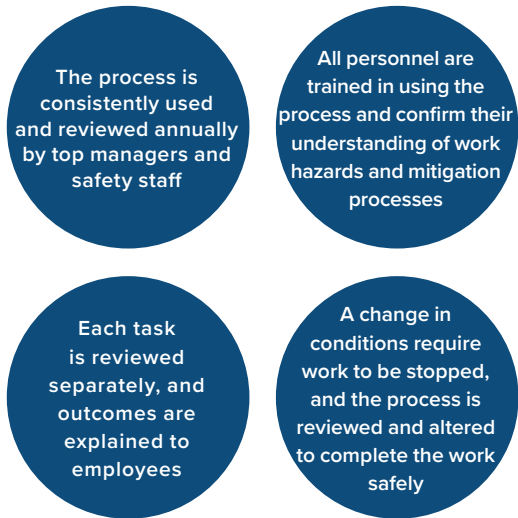 The process is
consistently used
and reviewed annually
by top managers and
safety staff
All personnel are
trained in using the
process and confirm their
understanding of work
hazards and mitigation
processes
Each task
is reviewed
separately, and
outcomes are
explained to
employees
A change in
conditions require
work to be stopped,
and the process is
reviewed and altered
to complete the work
safely